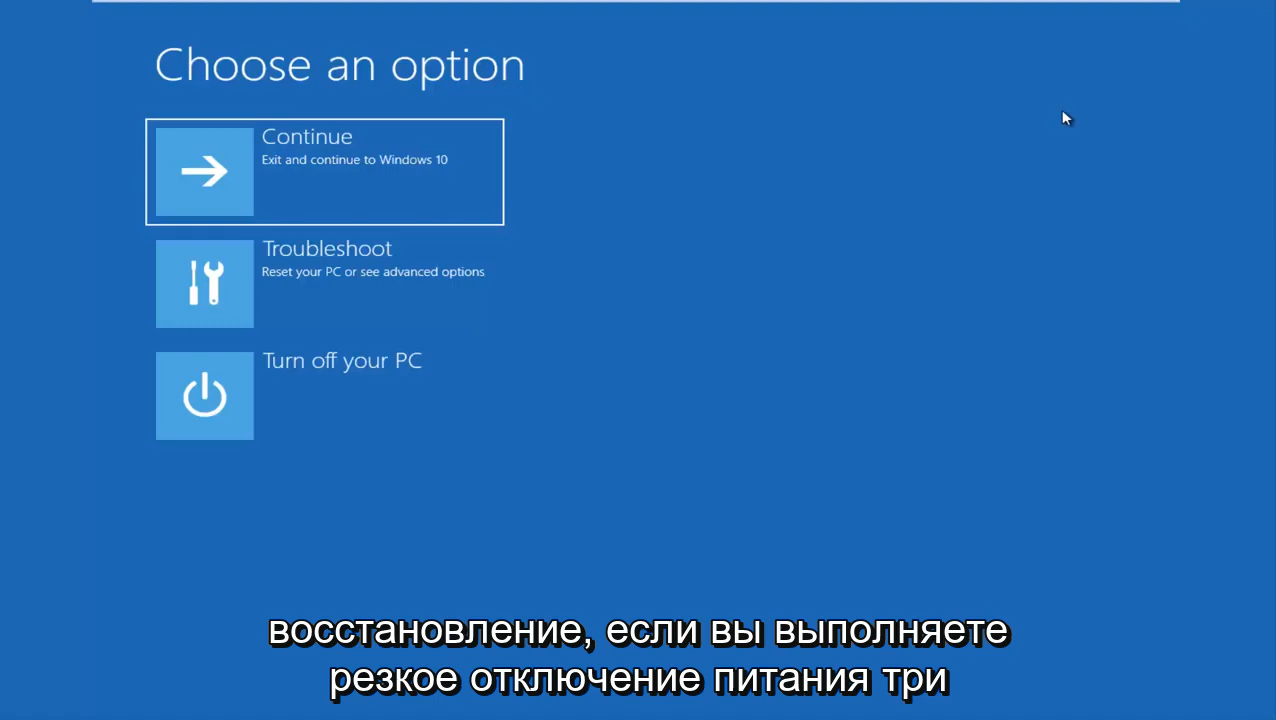 Choose an option
Continue
Exit and continue to Windows 10
Troubleshoot
Reset your PC or see advanced options
Turn off your PC
восстановление, если вы выполняете
резкое отключение питания три